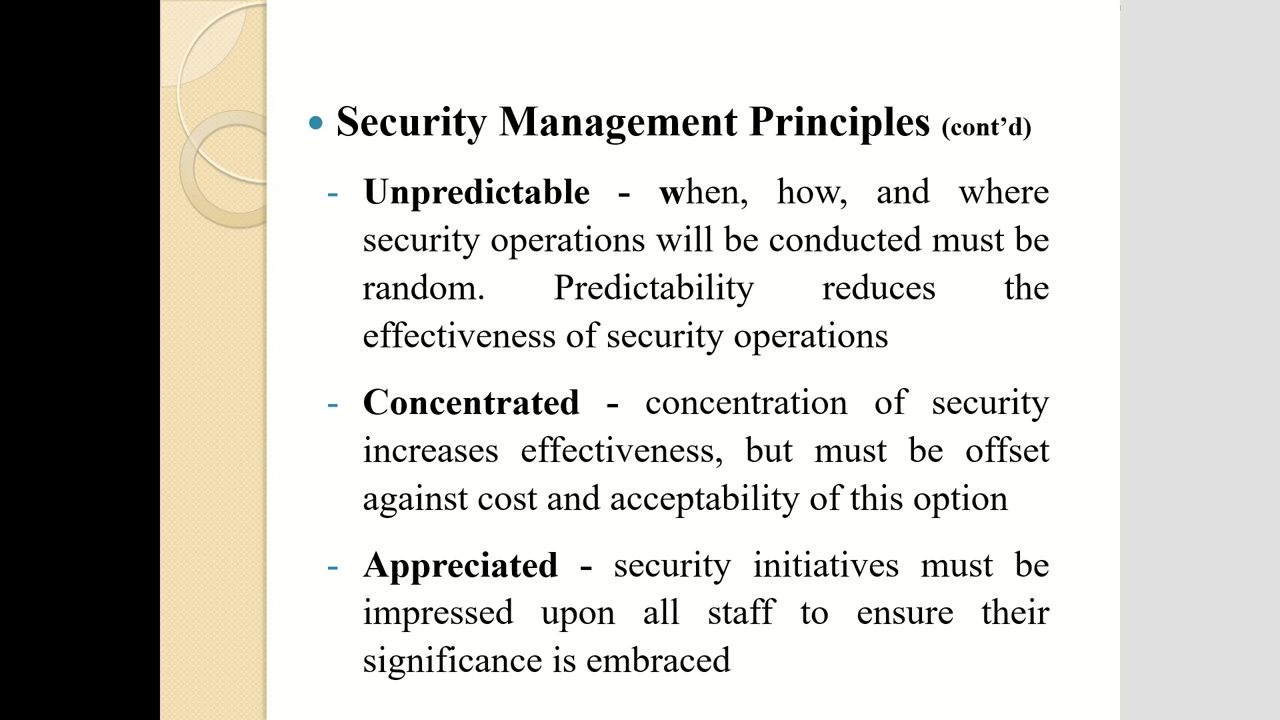 • Security Management Principles (cont’d)
- Unpredictable - when, how, and where
security operations will be conducted must be
random. Predictability reduces the
effectiveness of security operations
- Concentrated - concentration of security
increases effectiveness, but must be offset
against cost and acceptability of this option
- Appreciated - security initiatives must be
impressed upon all staff to ensure their
significance is embraced